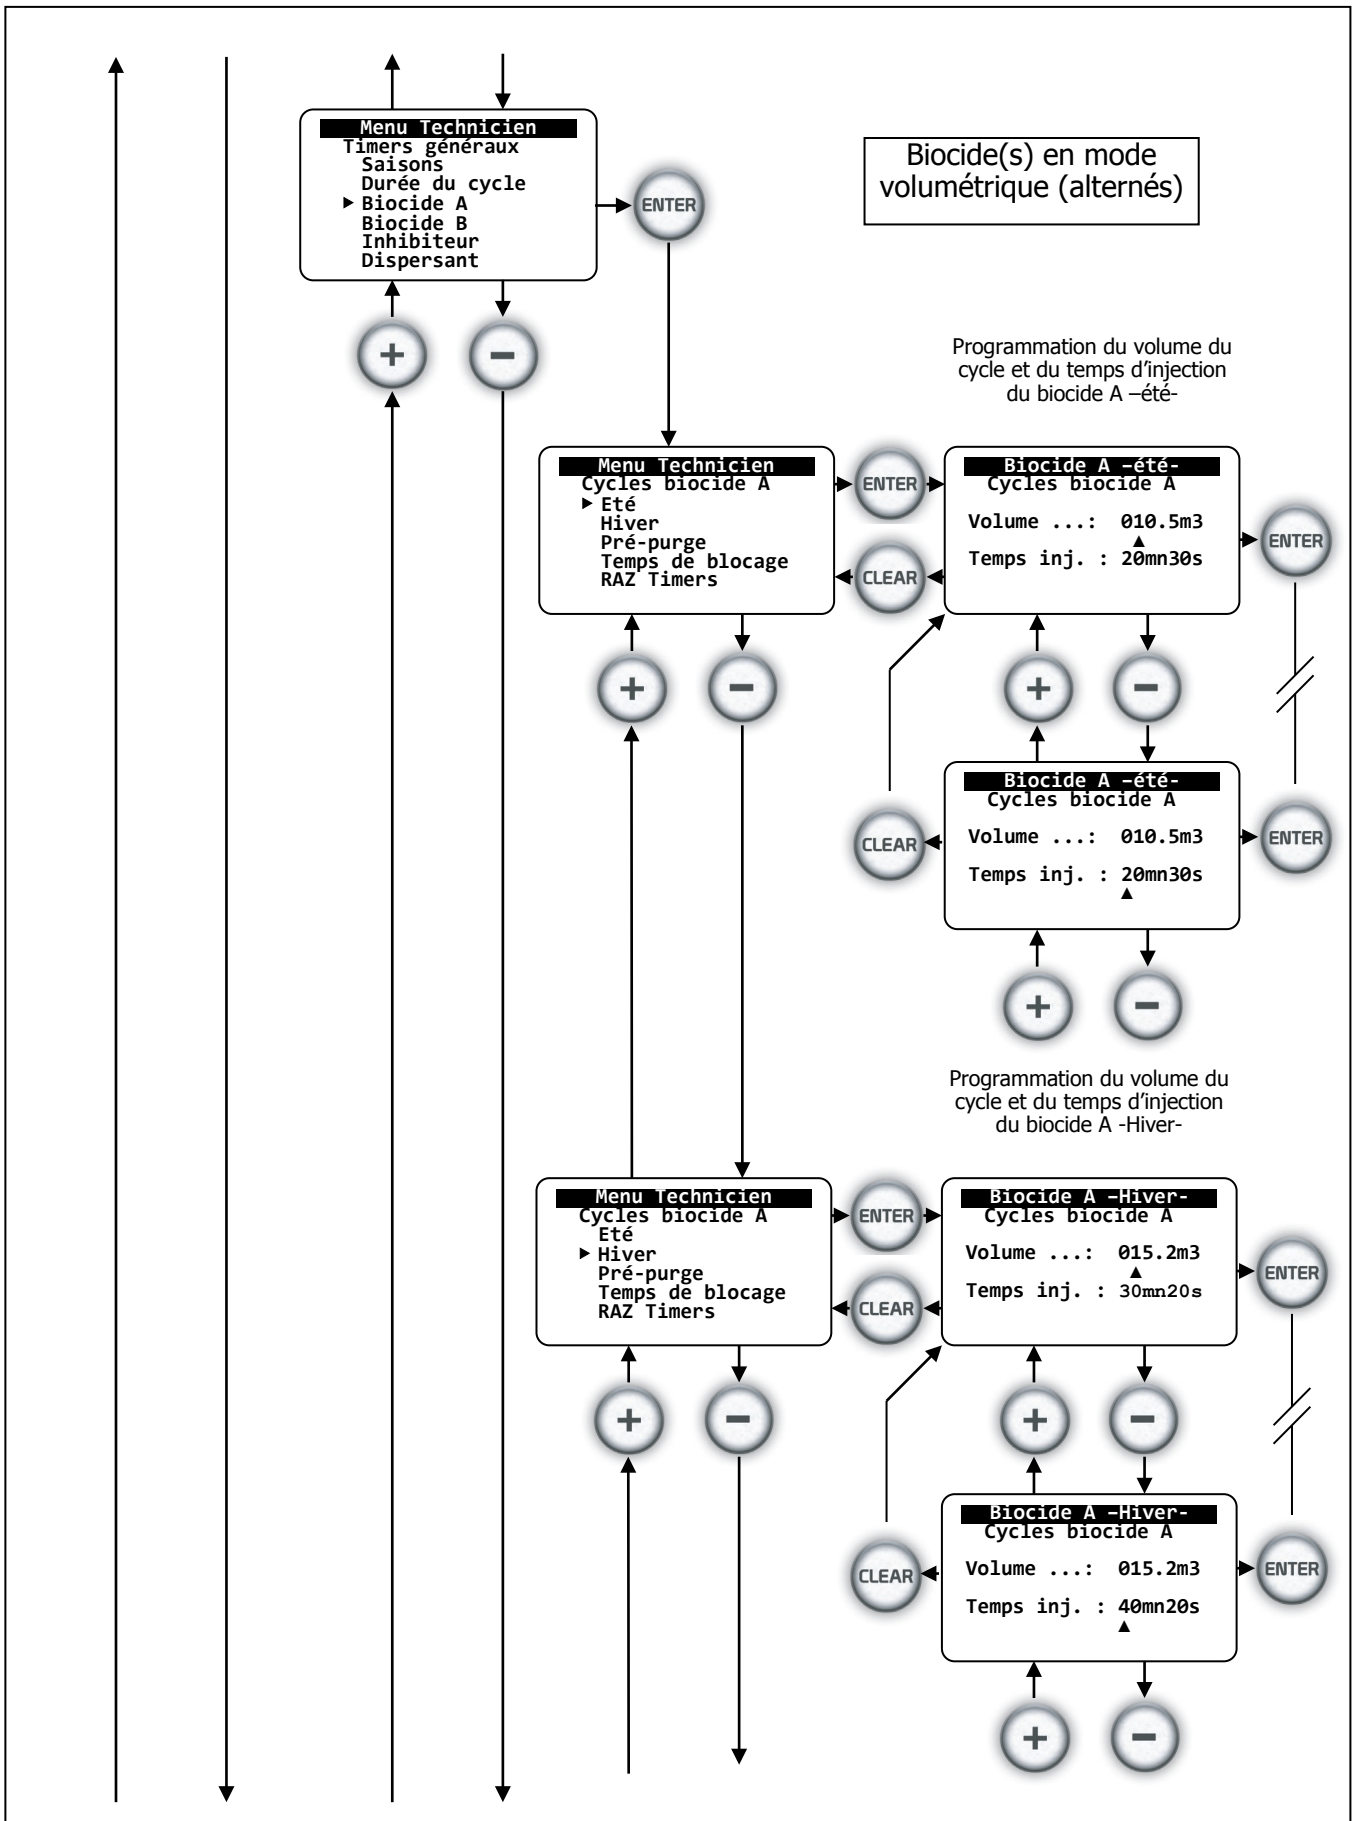 Menu Technicien
Timers généraux
Saisons
Durée du cycle
▶ Biocide A
Biocide B
Inhibiteur
Dispersant
ENTER
Biocide(s) en mode
volumétrique (alternés)
+
−
Programmation du volume du
cycle et du temps d’injection
du biocide A –été-
Menu Technicien
Cycles biocide A
▶ Eté
Hiver
Pré-purge
Temps de blocage
RAZ Timers
ENTER
CLEAR
Biocide A –été-
Cycles biocide A
Volume ...: 010.5m3
▲
Temps inj. : 20mn30s
ENTER
+
−
+
−
Biocide A –été-
Cycles biocide A
Volume ...: 010.5m3
Temps inj. : 20mn30s
▲
CLEAR
ENTER
+
−
Programmation du volume du
cycle et du temps d’injection
du biocide A -Hiver-
Menu Technicien
Cycles biocide A
Eté
▶ Hiver
Pré-purge
Temps de blocage
RAZ Timers
ENTER
CLEAR
Biocide A –Hiver-
Cycles biocide A
Volume ...: 015.2m3
▲
Temps inj. : 30mn20s
ENTER
+
−
+
−
Biocide A –Hiver-
Cycles biocide A
Volume ...: 015.2m3
Temps inj. : 40mn20s
▲
CLEAR
ENTER
+
−